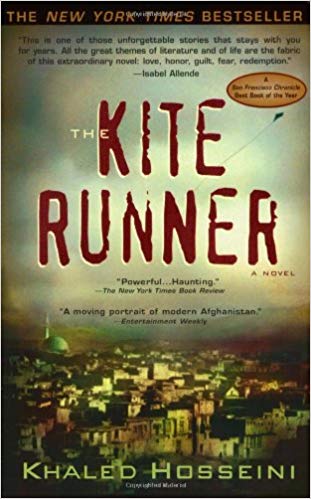 THE NEW YORK TIMES BESTSELLER
"This is one of those unforgettable stories that stays with you
for years. All the great themes of literature and of life are the fabric of
this extraordinary novel: love, honor, guilt, fear, redemption."
—Isabel Allende
A
San Francisco Chronicle
Best Book of the Year
THE
KITE
RUNNER
A NOVEL
"Powerful...Haunting."
—The New York Times Book Review
"A moving portrait of modern Afghanistan."
—Entertainment Weekly
KHALED HOSSEINI